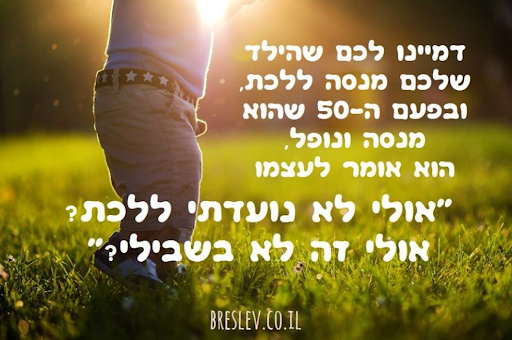 דמיינו לכם שהילד
שלכם מנסה ללכת,
ובפעם ה-50 שהוא
מנסה ונופל,
הוא אומר לעצמו
"אולי לא נועדתי ללכת?
אולי זה לא בשבילי?"
BRESLEV.CO.IL